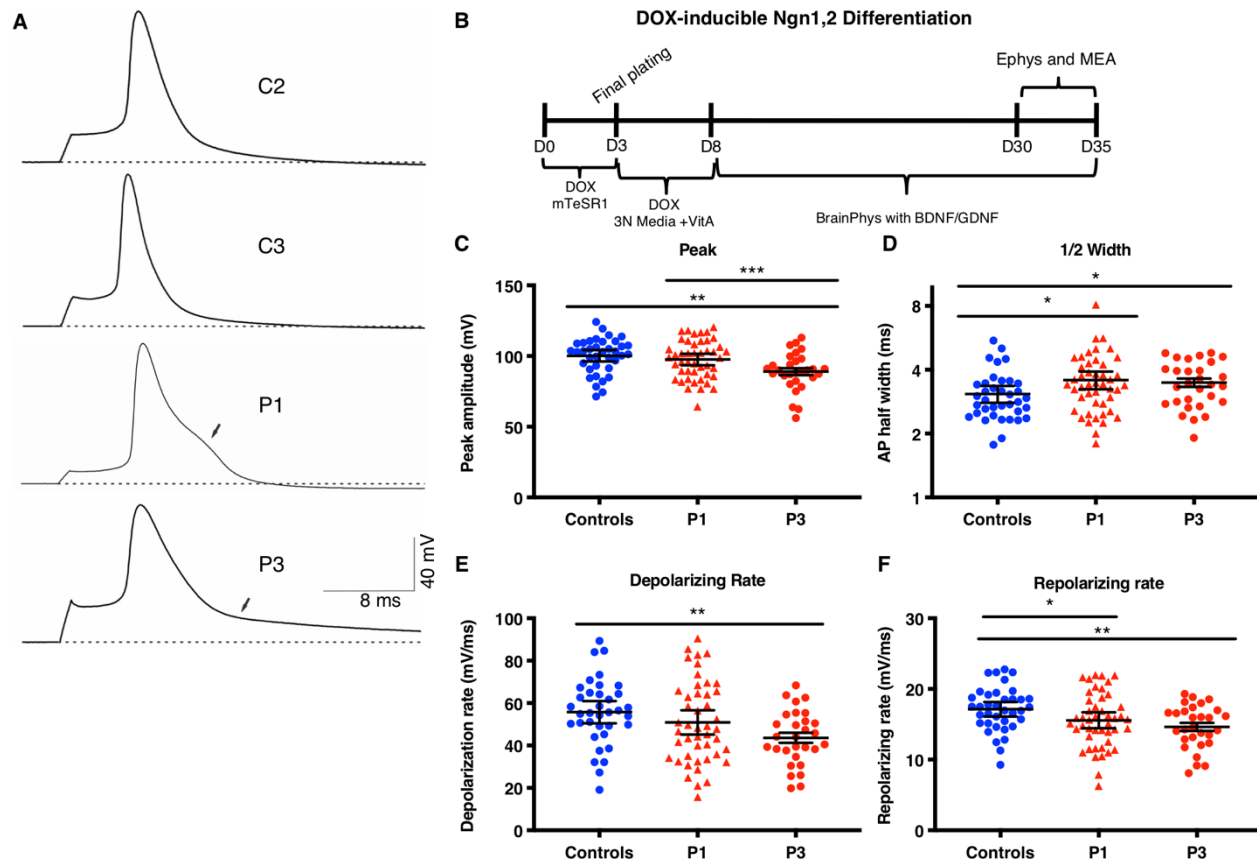 A
C2
C3
P1
P3
40 mV
8 ms
B
DOX-inducible Ngn1,2 Differentiation
Final plating
Ephys and MEA
D0
D3
D8
D30
D35
DOX
mTeSR1
DOX
3N Media +VitA
BrainPhys with BDNF/GDNF
C
Peak
***
**
Peak amplitude (mV)
150
100
50
0
Controls
P1
P3
D
1/2 Width
*
*
AP half width (ms)
8
4
2
1
Controls
P1
P3
E
Depolarizing Rate
**
Depolarization rate (mV/ms)
100
80
60
40
20
0
Controls
P1
P3
F
Repolarizing rate
*
**
Repolarizing rate (mV/ms)
30
20
10
0
Controls
P1
P3